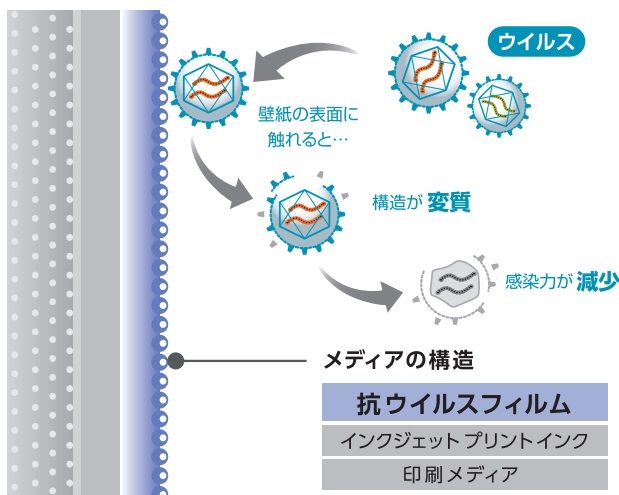 ウイルス
壁紙の表面に
触れると…
構造が 変質
感染力が 減少
メディアの構造
抗ウイルスフィルム
インクジェットプリントインク
印刷メディア